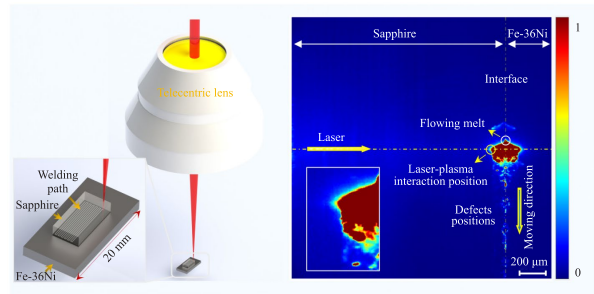 Telocentric lens
Welding
path
Sapphire
20 mm
Fe-36Ni
Sapphire
Fe-36Ni
Interface
Flowing melt
Laser
Laser-plasma
interaction position
Defects
positions
Moving direction
200 μm
1
0